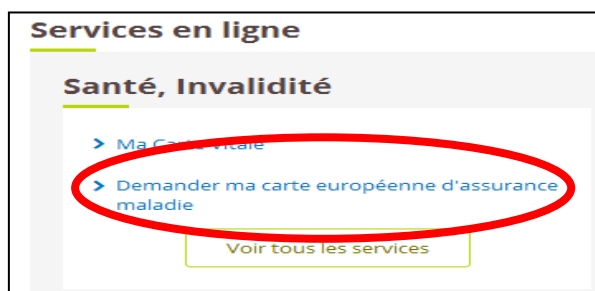 Services en ligne
Santé, Invalidité
Ma Carte Vitale
Demander ma carte européenne d'assurance
maladie
Voir tous les services